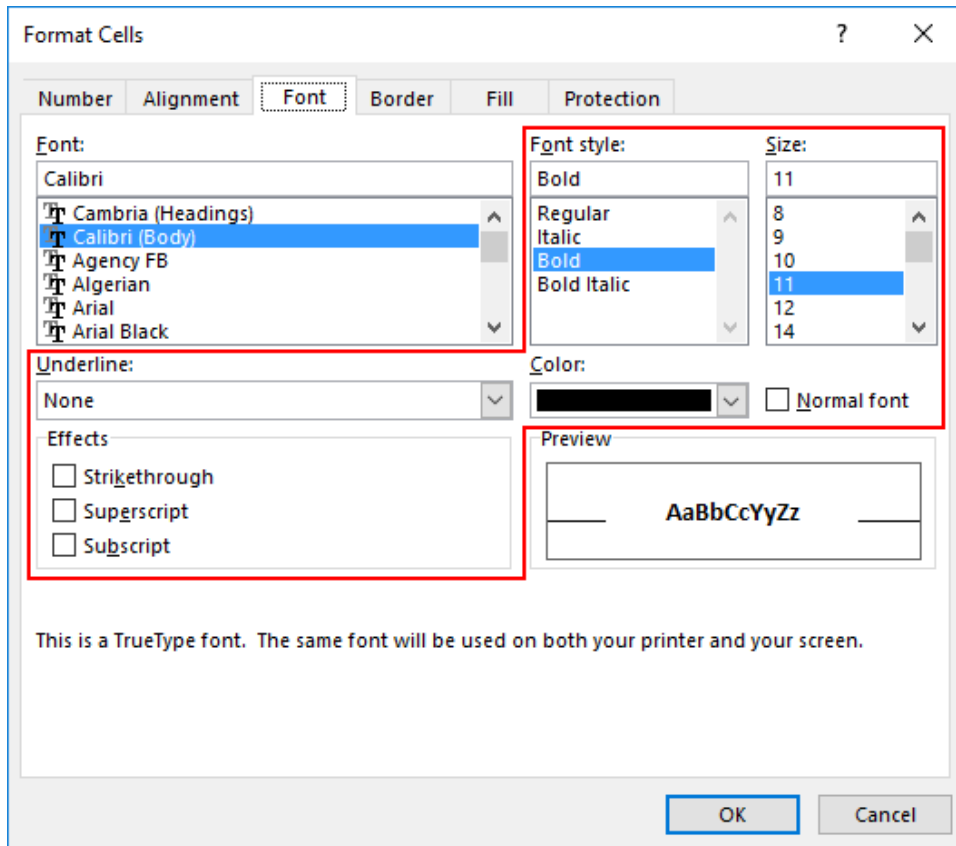 Format Cells ?
Number Alignment Font Border Fill Protection
Font: Font style: Size:
Calibri Bold 11
Cambria (Headings) Regular 8
Calibri (Body) Italic 9
Agency FB Bold 10
Algerian Bold Italic 11
Arial 12
Arial Black 14
Underline: Color:
None Normal font
Effects Preview
Strikethrough
Superscript AaBbCcYyZz
Subscript
This is a TrueType font.  The same font will be used on both your printer and your screen.
OK Cancel